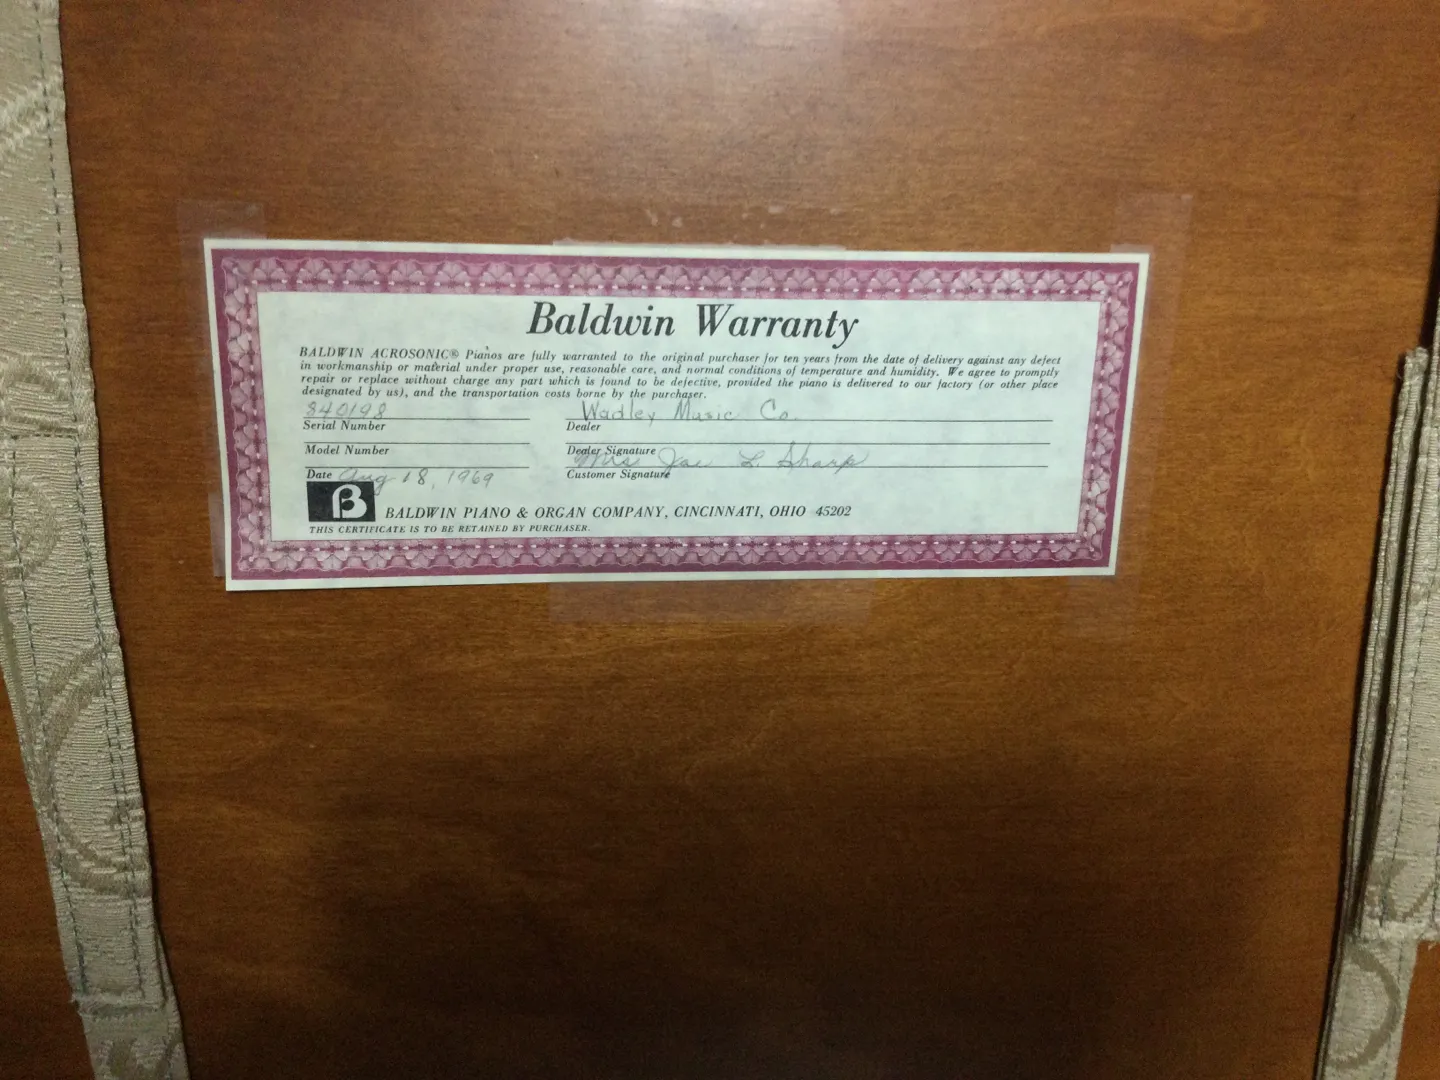 Baldwin Warranty
BALDWIN ACROSONIC® Pianos are fully warranted to the original purchaser for ten years from the date of delivery against any defect
in workmanship or material under proper use, reasonable care, and normal conditions of temperature and humidity. We agree to promptly
repair or replace without charge any part which is found to be defective, provided the piano is delivered to our factory (or other place
designated by us), and the transportation costs borne by the purchaser.
840198 Wadley Music Co.
Serial Number Dealer
Model Number Dealer Signature
Mrs Joe L. Sharp
Date Aug 18, 1969 Customer Signature
B BALDWIN PIANO & ORGAN COMPANY, CINCINNATI, OHIO 45202
THIS CERTIFICATE IS TO BE RETAINED BY PURCHASER.